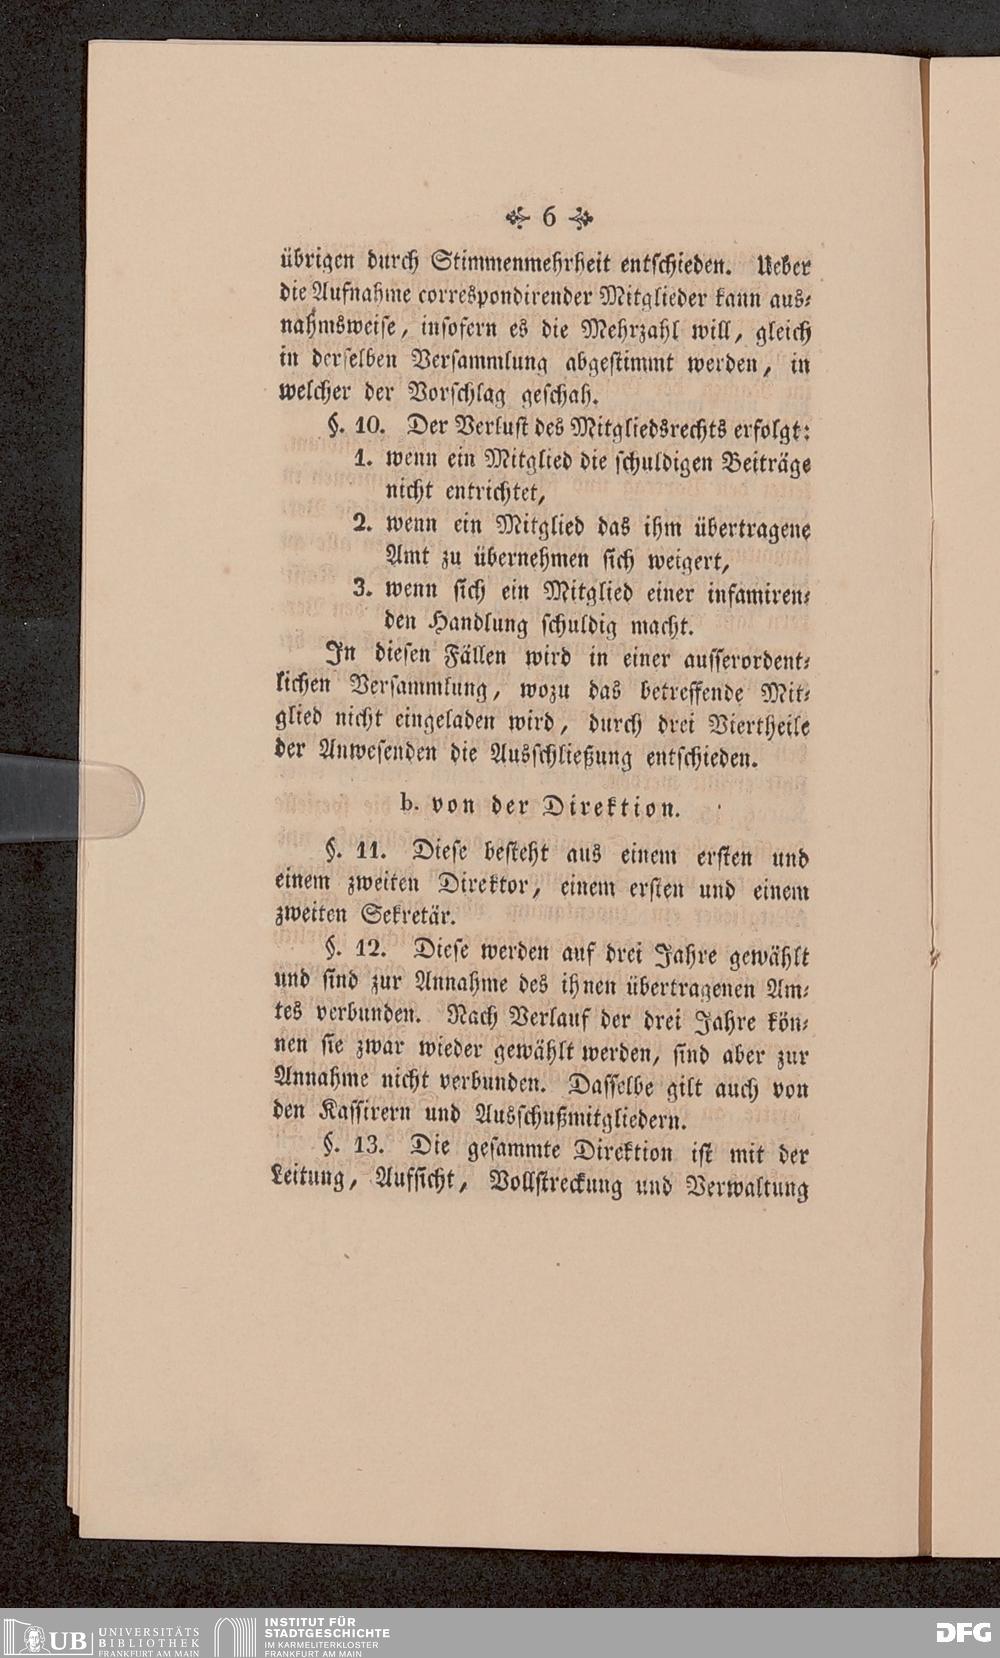 6
übrigen durch Stimmenmehrheit entschieden. Ueber
die Aufnahme correspondirender Mitglieder kann aus⸗
nahmsweise, insofern es die Mehrzahl will, gleich
in derselben Versammlung abgestimmt werden, in
welcher der Vorschlag geschah.
§. 10. Der Verlust des Mitgliedsrechts erfolgt:
1. wenn ein Mitglied die schuldigen Beiträge
nicht entrichtet,
2. wenn ein Mitglied das ihm übertragene
Amt zu übernehmen sich weigert,
3. wenn sich ein Mitglied einer infamiren⸗
den Handlung schuldig macht.
In diesen Fällen wird in einer ausserordent⸗
lichen Versammlung, wozu das betreffende Mit⸗
glied nicht eingeladen wird, durch drei Viertheile
der Anwesenden die Ausschließung entschieden.
b. von der Direktion.
§. 11. Diese besteht aus einem ersten und
einem zweiten Direktor, einem ersten und einem
zweiten Sekretär.
§. 12. Diese werden auf drei Jahre gewählt
und sind zur Annahme des ihnen übertragenen Am⸗
tes verbunden. Nach Verlauf der drei Jahre kön⸗
nen sie zwar wieder gewählt werden, sind aber zur
Annahme nicht verbunden. Dasselbe gilt auch von
den Kassirern und Ausschußmitgliedern.
§. 13. Die gesammte Direktion ist mit der
Leitung, Aufsicht, Vollstreckung und Verwaltung
UB UNIVERSITÄTS
BIBLIOTHEK
FRANKFURT AM MAIN
INSTITUT FÜR
STADTGESCHICHTE
IM KARMELITERKLOSTER
FRANKFURT AM MAIN
DFG